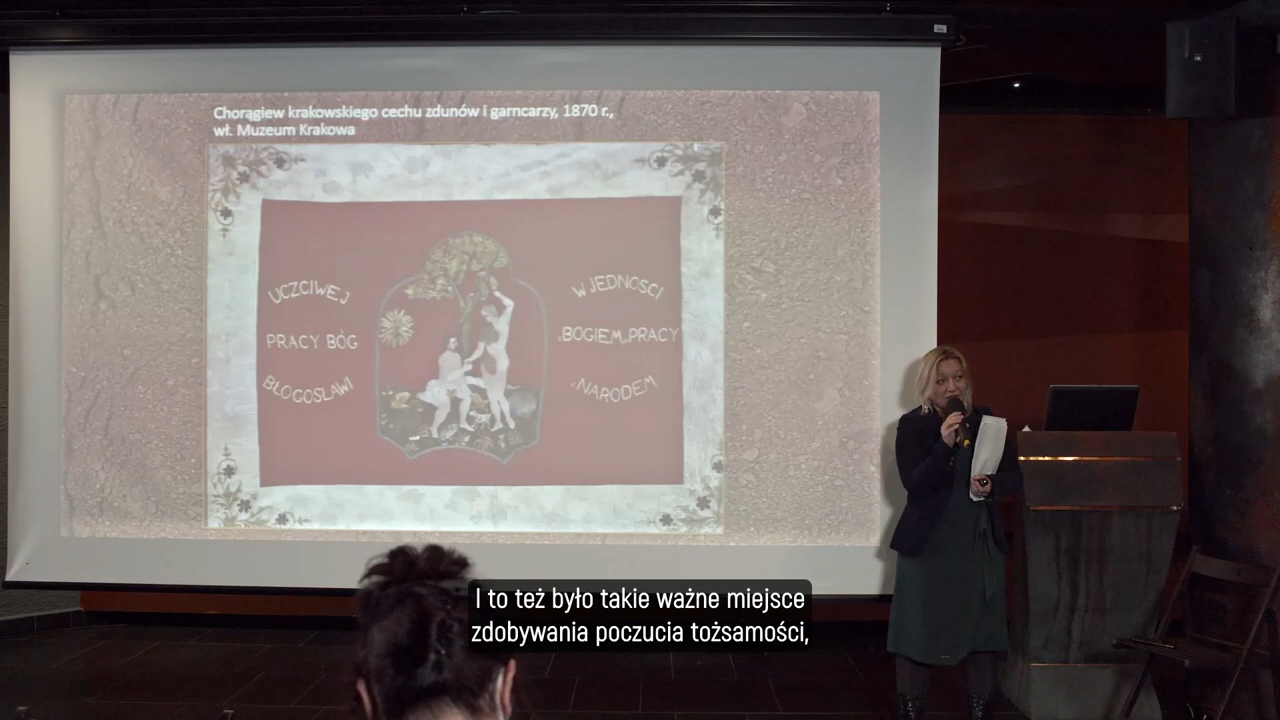 Chorągiew krakowskiego cechu zdunów i garncarzy, 1870 r.,
wł. Muzeum Krakowa
UCZCIWEJ
PRACY BÓG
BŁOGOSŁAWI
W JEDNOSCI
z BOGIEM, PRACY
z NARODEM
I to też było takie ważne miejsce
zdobywania poczucia tożsamości,